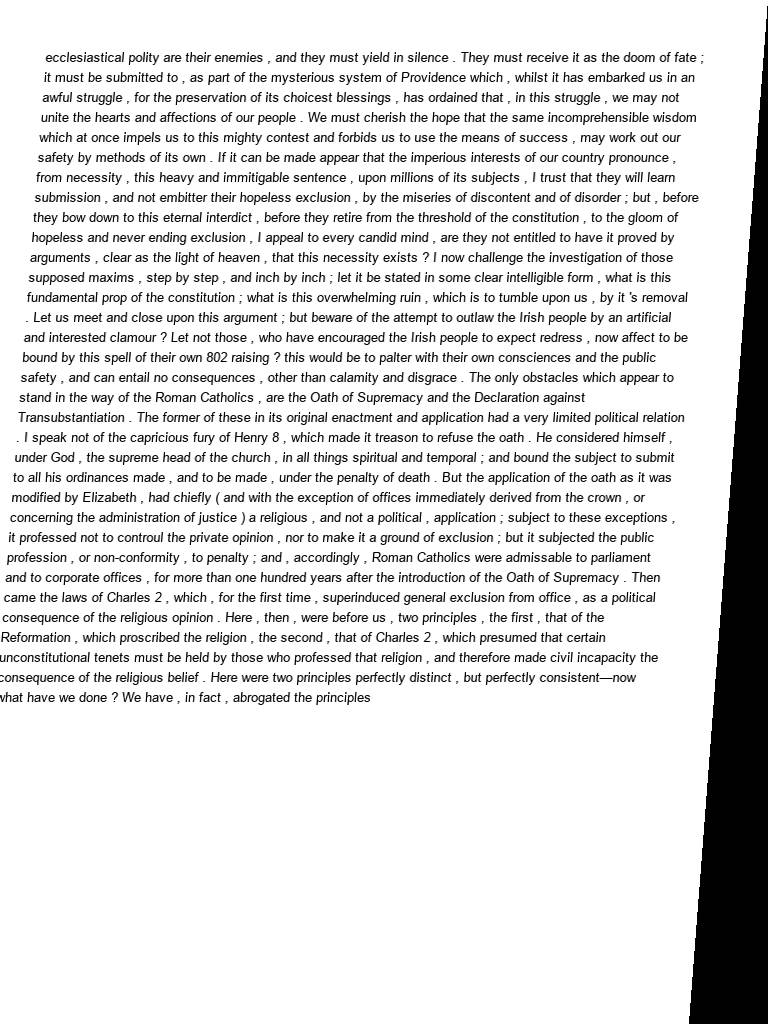 ecclesiastical polity are their enemies , and they must yield in silence . They must receive it as the doom of fate ;
it must be submitted to , as part of the mysterious system of Providence which , whilst it has embarked us in an
awful struggle , for the preservation of its choicest blessings , has ordained that , in this struggle , we may not
unite the hearts and affections of our people . We must cherish the hope that the same incomprehensible wisdom
which at once impels us to this mighty contest and forbids us to use the means of success , may work out our
safety by methods of its own . If it can be made appear that the imperious interests of our country pronounce ,
from necessity , this heavy and immitigable sentence , upon millions of its subjects , I trust that they will learn
submission , and not embitter their hopeless exclusion , by the miseries of discontent and of disorder ; but , before
they bow down to this eternal interdict , before they retire from the threshold of the constitution , to the gloom of
hopeless and never ending exclusion , I appeal to every candid mind , are they not entitled to have it proved by
arguments , clear as the light of heaven , that this necessity exists ? I now challenge the investigation of those
supposed maxims , step by step , and inch by inch ; let it be stated in some clear intelligible form , what is this
fundamental prop of the constitution ; what is this overwhelming ruin , which is to tumble upon us , by it 's removal
. Let us meet and close upon this argument ; but beware of the attempt to outlaw the Irish people by an artificial
and interested clamour ? Let not those , who have encouraged the Irish people to expect redress , now affect to be
bound by this spell of their own 802 raising ? this would be to palter with their own consciences and the public
safety , and can entail no consequences , other than calamity and disgrace . The only obstacles which appear to
stand in the way of the Roman Catholics , are the Oath of Supremacy and the Declaration against
Transubstantiation . The former of these in its original enactment and application had a very limited political relation
. I speak not of the capricious fury of Henry 8 , which made it treason to refuse the oath . He considered himself ,
under God , the supreme head of the church , in all things spiritual and temporal ; and bound the subject to submit
to all his ordinances made , and to be made , under the penalty of death . But the application of the oath as it was
modified by Elizabeth , had chiefly ( and with the exception of offices immediately derived from the crown , or
concerning the administration of justice ) a religious , and not a political , application ; subject to these exceptions ,
it professed not to controul the private opinion , nor to make it a ground of exclusion ; but it subjected the public
profession , or non-conformity , to penalty ; and , accordingly , Roman Catholics were admissable to parliament
and to corporate offices , for more than one hundred years after the introduction of the Oath of Supremacy . Then
came the laws of Charles 2 , which , for the first time , superinduced general exclusion from office , as a political
consequence of the religious opinion . Here , then , were before us , two principles , the first , that of the
Reformation , which proscribed the religion , the second , that of Charles 2 , which presumed that certain
unconstitutional tenets must be held by those who professed that religion , and therefore made civil incapacity the
consequence of the religious belief . Here were two principles perfectly distinct , but perfectly consistent—now
what have we done ? We have , in fact , abrogated the principles